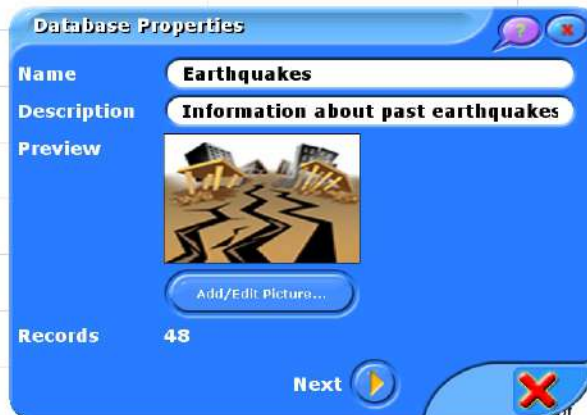 Database Properties
?
x
Name Earthquakes
Description Information about past earthquakes
Preview
Add/Edit Picture...
Records 48
Next